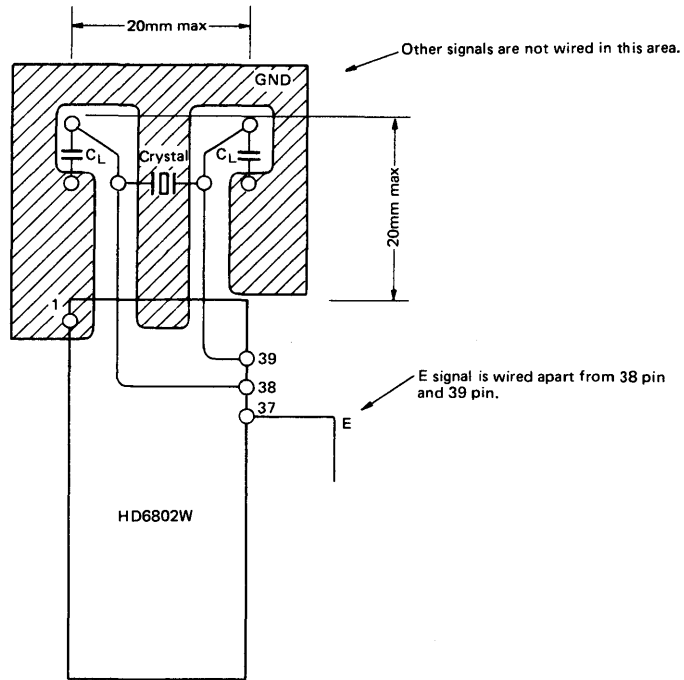 20mm max
Other signals are not wired in this area.
GND
CL
Crystal
CL
20mm max
1
39
38
37
E signal is wired apart from 38 pin
and 39 pin.
E
HD6802W